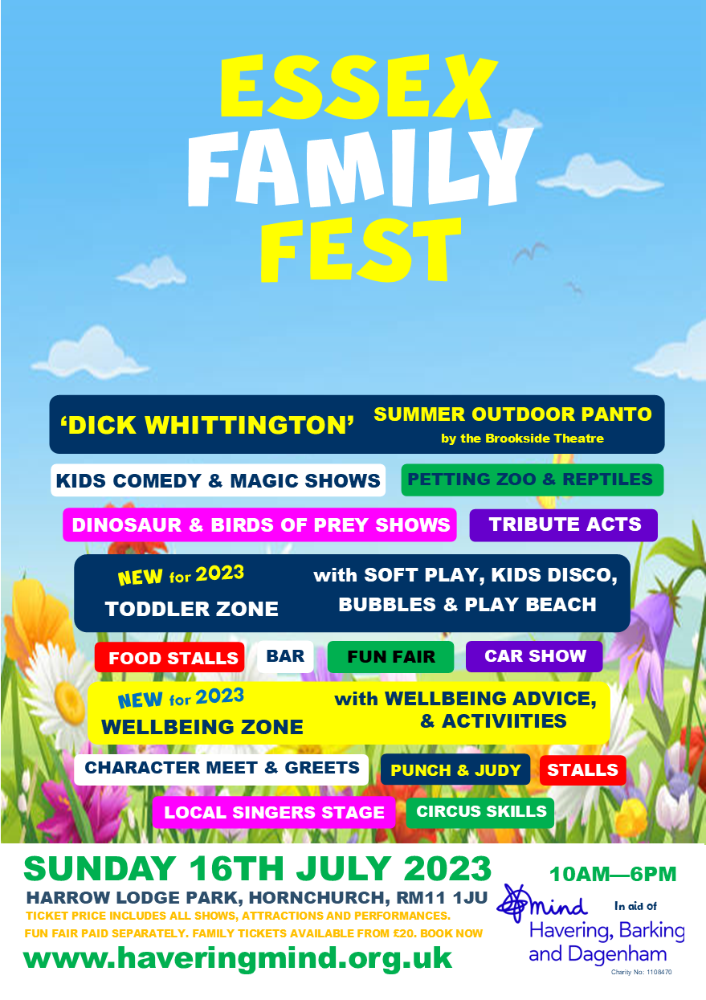 ESSEX
FAMILY
FEST
‘DICK WHITTINGTON’
SUMMER OUTDOOR PANTO
by the Brookside Theatre
KIDS COMEDY & MAGIC SHOWS
PETTING ZOO & REPTILES
DINOSAUR & BIRDS OF PREY SHOWS
TRIBUTE ACTS
NEW for 2023
TODDLER ZONE
with SOFT PLAY, KIDS DISCO,
BUBBLES & PLAY BEACH
FOOD STALLS
BAR
FUN FAIR
CAR SHOW
NEW for 2023
WELLBEING ZONE
with WELLBEING ADVICE,
& ACTIVIITIES
CHARACTER MEET & GREETS
PUNCH & JUDY
STALLS
LOCAL SINGERS STAGE
CIRCUS SKILLS
SUNDAY 16TH JULY 2023
10AM—6PM
HARROW LODGE PARK, HORNCHURCH, RM11 1JU
TICKET PRICE INCLUDES ALL SHOWS, ATTRACTIONS AND PERFORMANCES.
FUN FAIR PAID SEPARATELY. FAMILY TICKETS AVAILABLE FROM £20. BOOK NOW
www.haveringmind.org.uk
In aid of
mind
Havering, Barking
and Dagenham
Charity No: 1108470